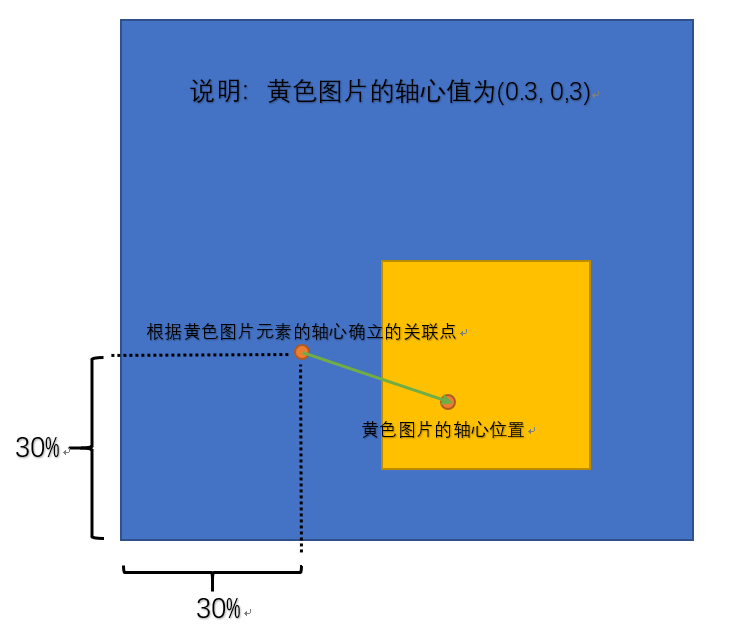 说明: 黄色图片的轴心值为(0.3, 0,3)
根据黄色图片元素的轴心确立的关联点
黄色图片的轴心位置
30%
30%